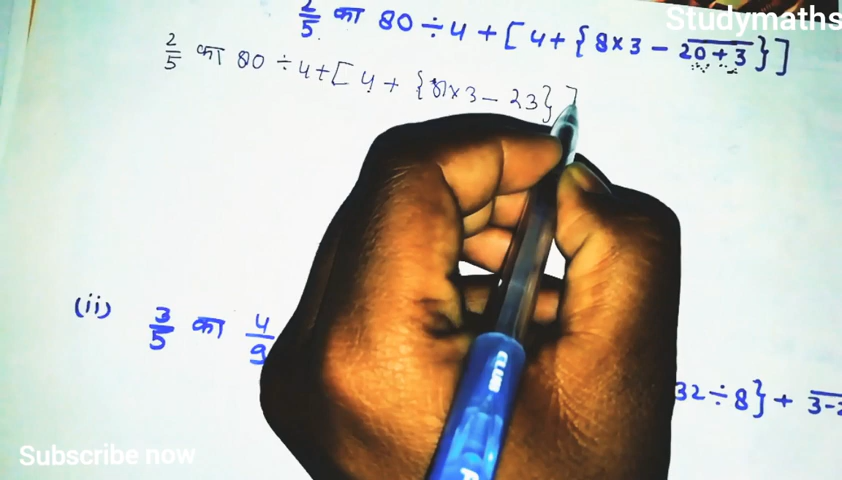 Studymaths
2/5 का 80 ÷ 4 + [ 4 + { 8 × 3 − 20 + 3 } ]
2/5 का 80 ÷ 4 + [ 4 + { 8 × 3 − 23 } ]
(ii) 3/5 का 4/9 32 ÷ 8 } + 3 −
Subscribe now